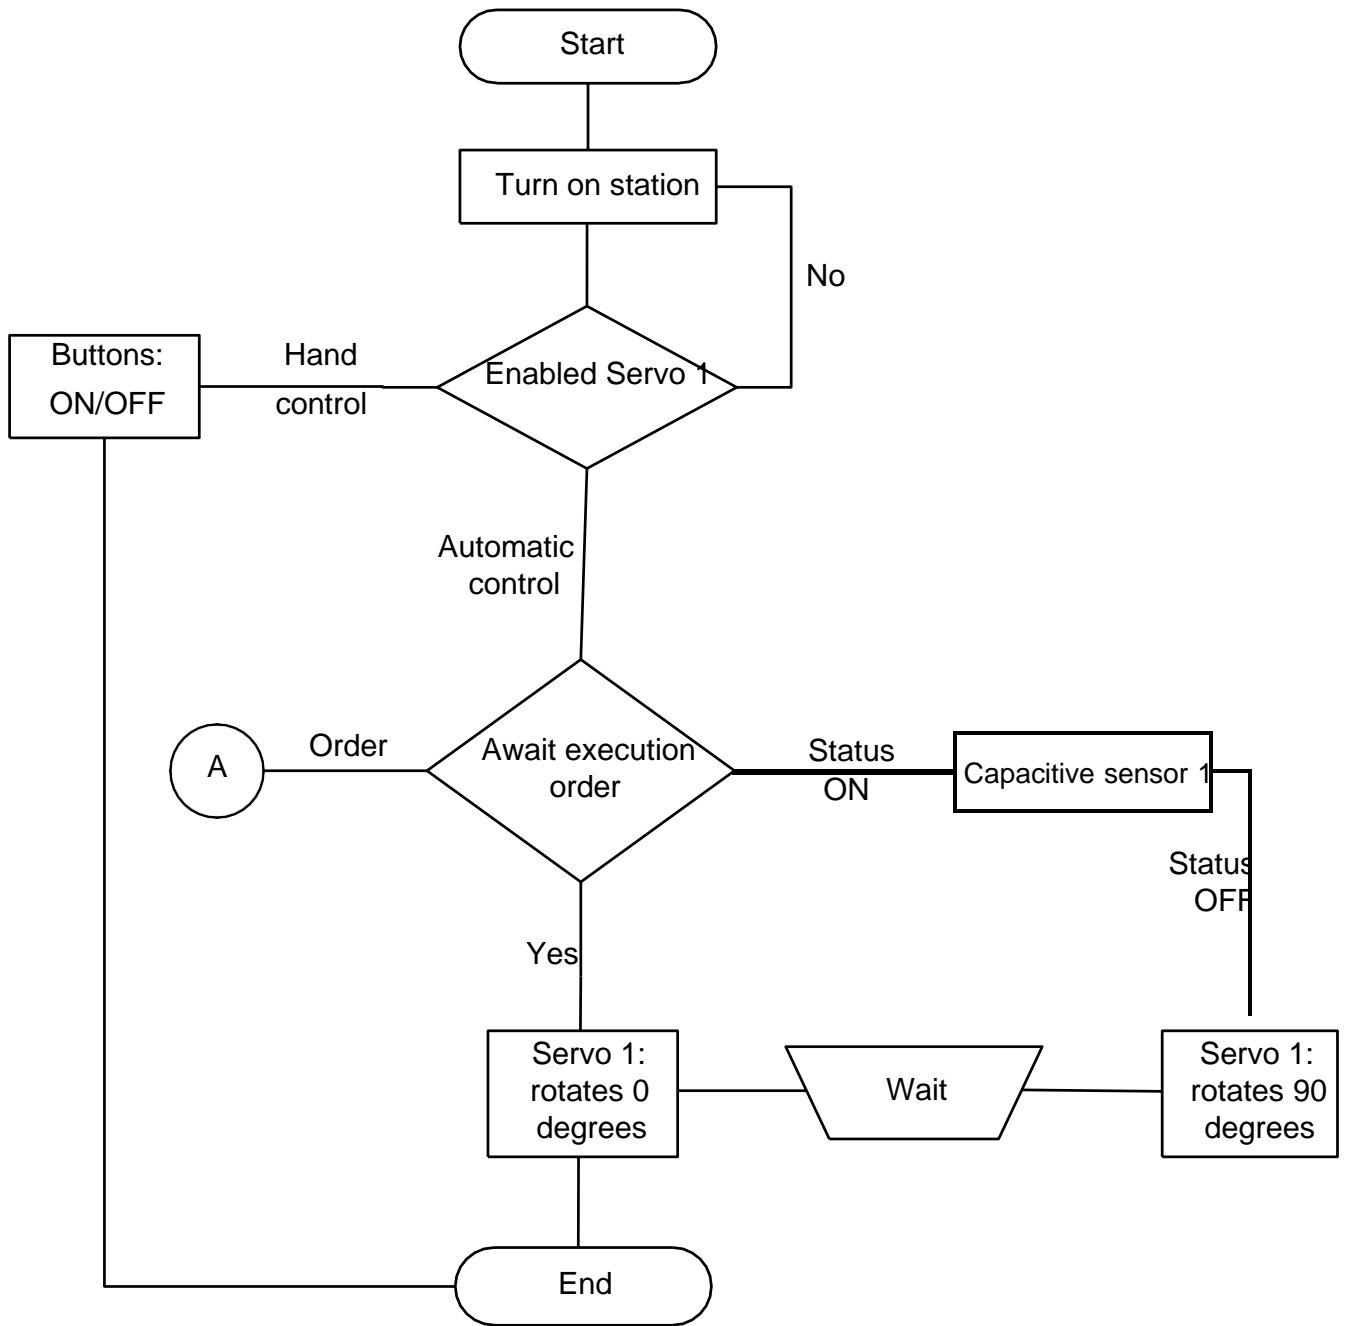 Start
Turn on station
No
Buttons:
ON/OFF
Hand
control
Enabled Servo 1
Automatic
control
A
Order
Await execution
order
Status
ON
Capacitive sensor 1
Status
OFF
Yes
Servo 1:
rotates 0
degrees
Wait
Servo 1:
rotates 90
degrees
End